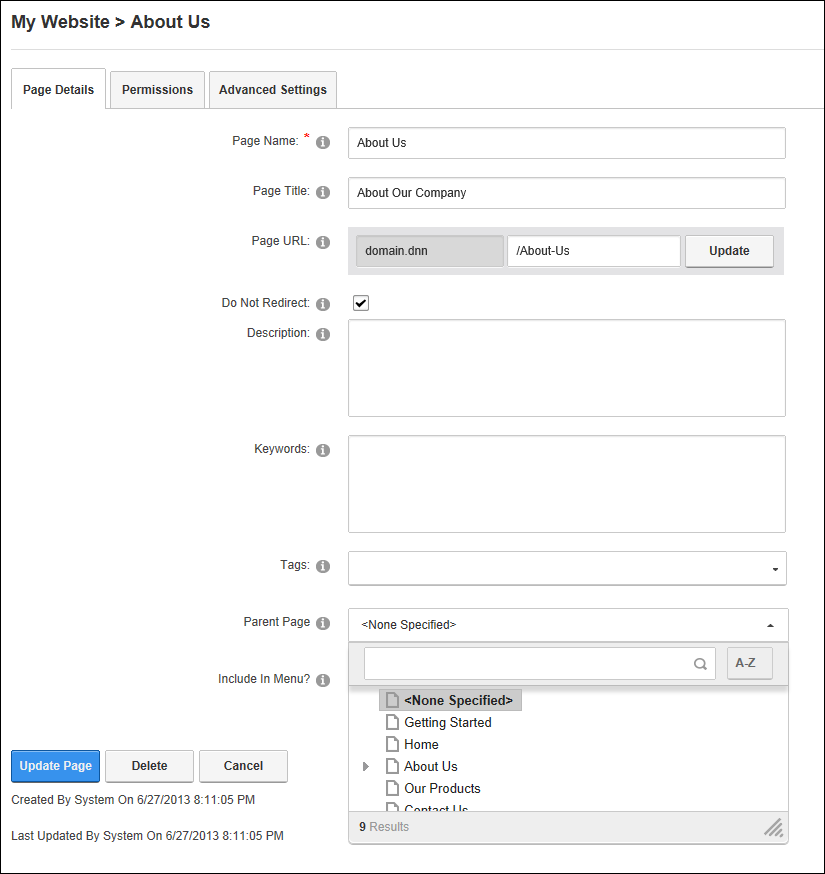 My Website > About Us
Page Details Permissions Advanced Settings
Page Name: * About Us
Page Title: About Our Company
Page URL: domain.dnn /About-Us Update
Do Not Redirect:
Description:
Keywords:
Tags:
Parent Page <None Specified>
A-Z
Include In Menu?
<None Specified>
Getting Started
Home
About Us
Our Products
Contact Us
Update Page Delete Cancel
Created By System On 6/27/2013 8:11:05 PM
9 Results
Last Updated By System On 6/27/2013 8:11:05 PM